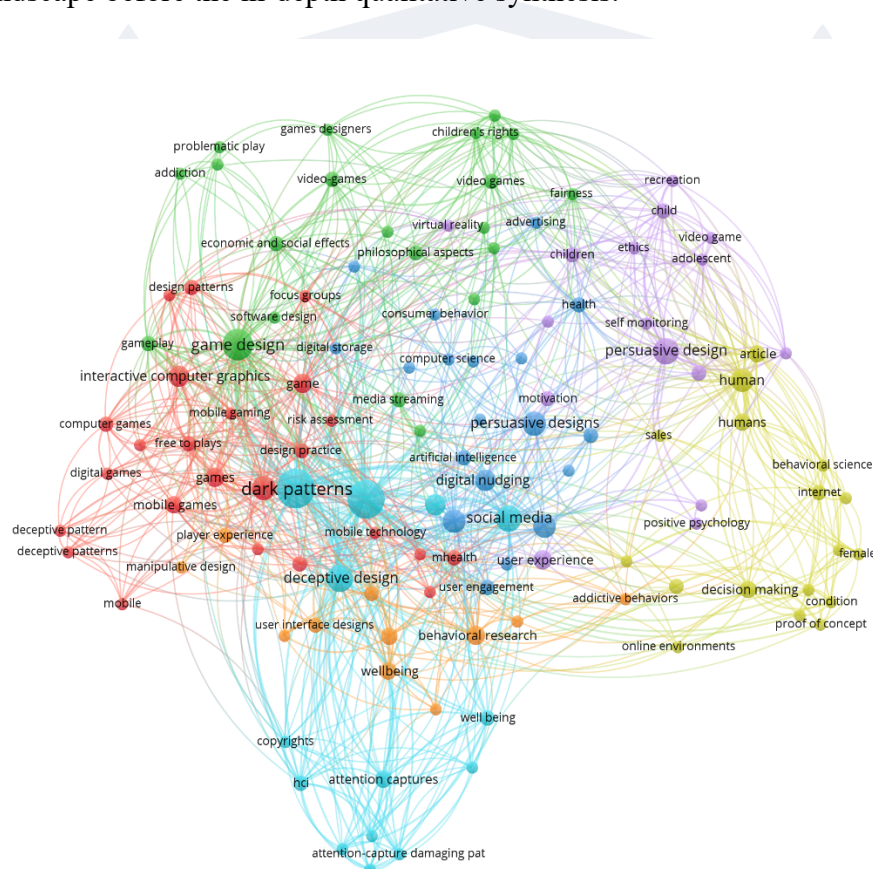 ndscape before the in-depth qualitative synthesis.
games designers
children's rights
problematic play
addiction
video-games
video games
recreation
fairness
child
virtual reality
advertising
video game
economic and social effects
philosophical aspects
children
ethics
adolescent
design patterns
focus groups
health
software design
consumer behavior
self monitoring
gameplay
game design
digital storage
persuasive design
article
computer science
interactive computer graphics
game
human
media streaming
motivation
mobile gaming
risk assessment
persuasive designs
humans
computer games
free to plays
design practice
sales
artificial intelligence
behavioral science
digital games
games
dark patterns
digital nudging
internet
mobile games
social media
positive psychology
deceptive pattern
player experience
mobile technology
deceptive patterns
mhealth
user experience
female
manipulative design
deceptive design
user engagement
decision making
mobile
addictive behaviors
condition
user interface designs
behavioral research
proof of concept
online environments
wellbeing
well being
copyrights
hci
attention captures
attention-capture damaging pat